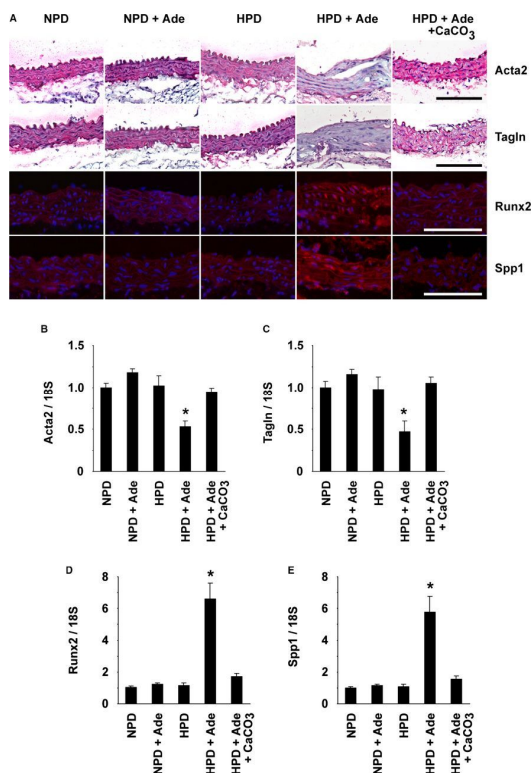 A NPD NPD + Ade HPD HPD + Ade HPD + Ade
+CaCO3
Acta2
Tagln
Runx2
Spp1
B
1.5
1.0
0.5
0
Acta2 / 18S
*
NPD
NPD + Ade
HPD
HPD + Ade
HPD + Ade
+ CaCO3
C
1.5
1.0
0.5
0
Tagln / 18S
*
NPD
NPD + Ade
HPD
HPD + Ade
HPD + Ade
+ CaCO3
D
8
6
4
2
0
Runx2 / 18S
*
NPD
NPD + Ade
HPD
HPD + Ade
HPD + Ade
+ CaCO3
E
8
6
4
2
0
Spp1 / 18S
*
NPD
NPD + Ade
HPD
HPD + Ade
HPD + Ade
+ CaCO3